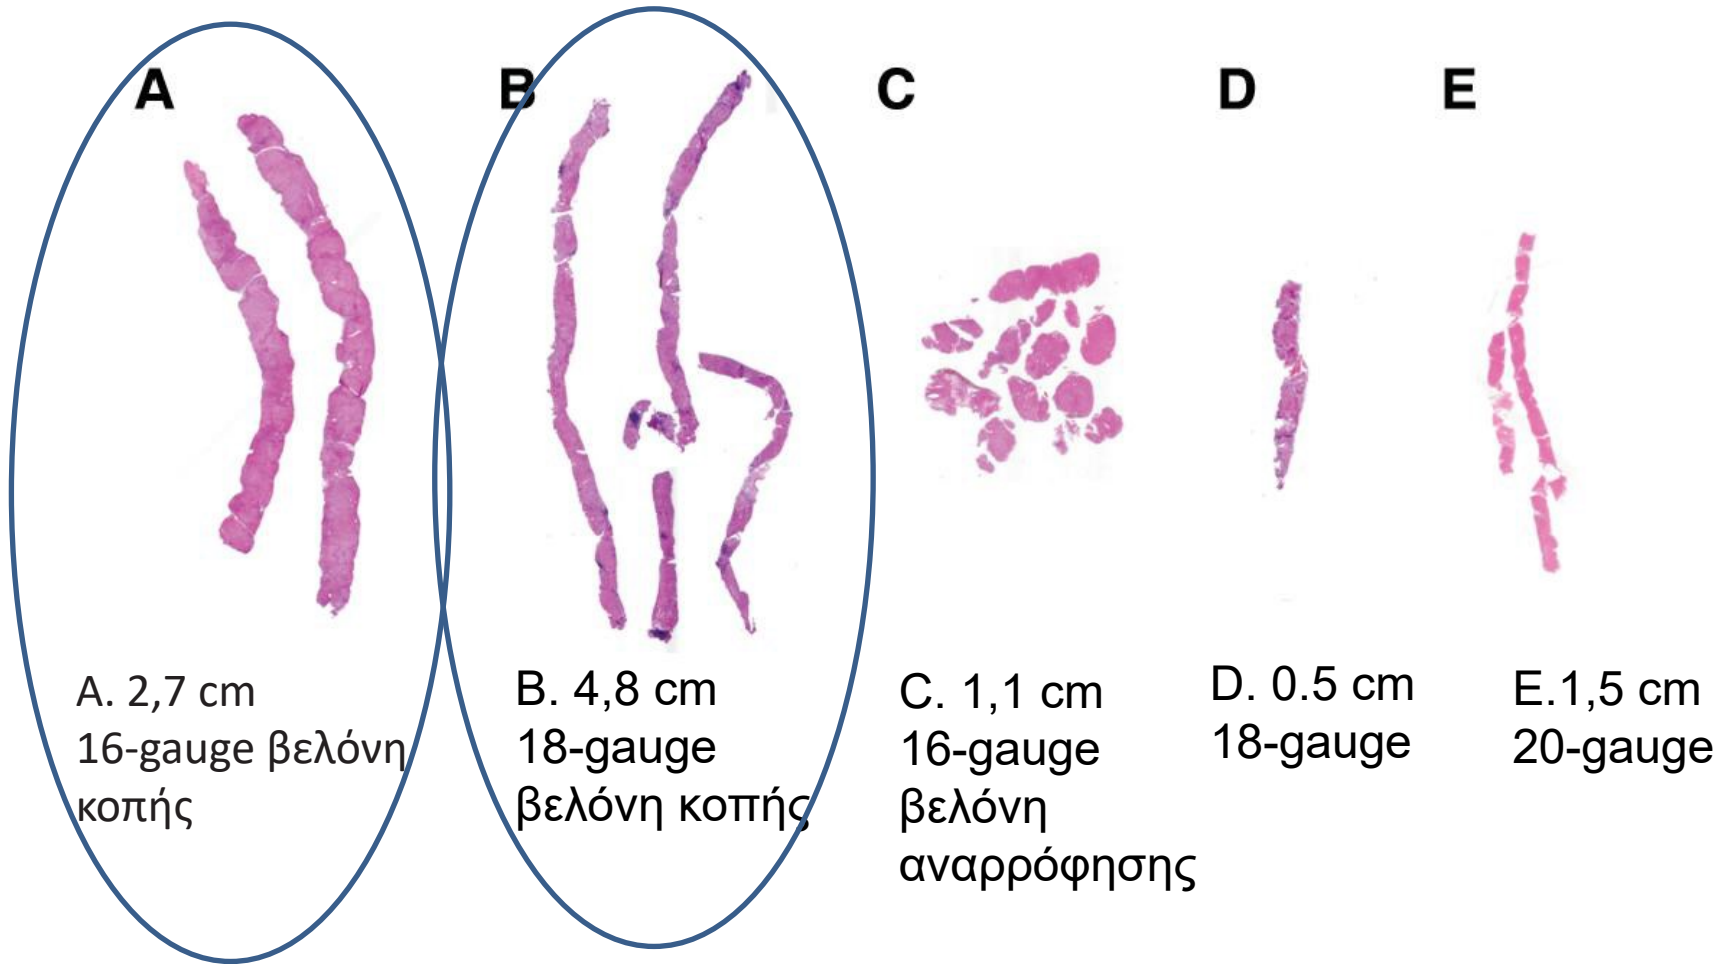 A
B
C
D
E
A. 2,7 cm
16-gauge βελόνη
κοπής
B. 4,8 cm
18-gauge
βελόνη κοπής
C. 1,1 cm
16-gauge
βελόνη
αναρρόφησης
D. 0.5 cm
18-gauge
E.1,5 cm
20-gauge